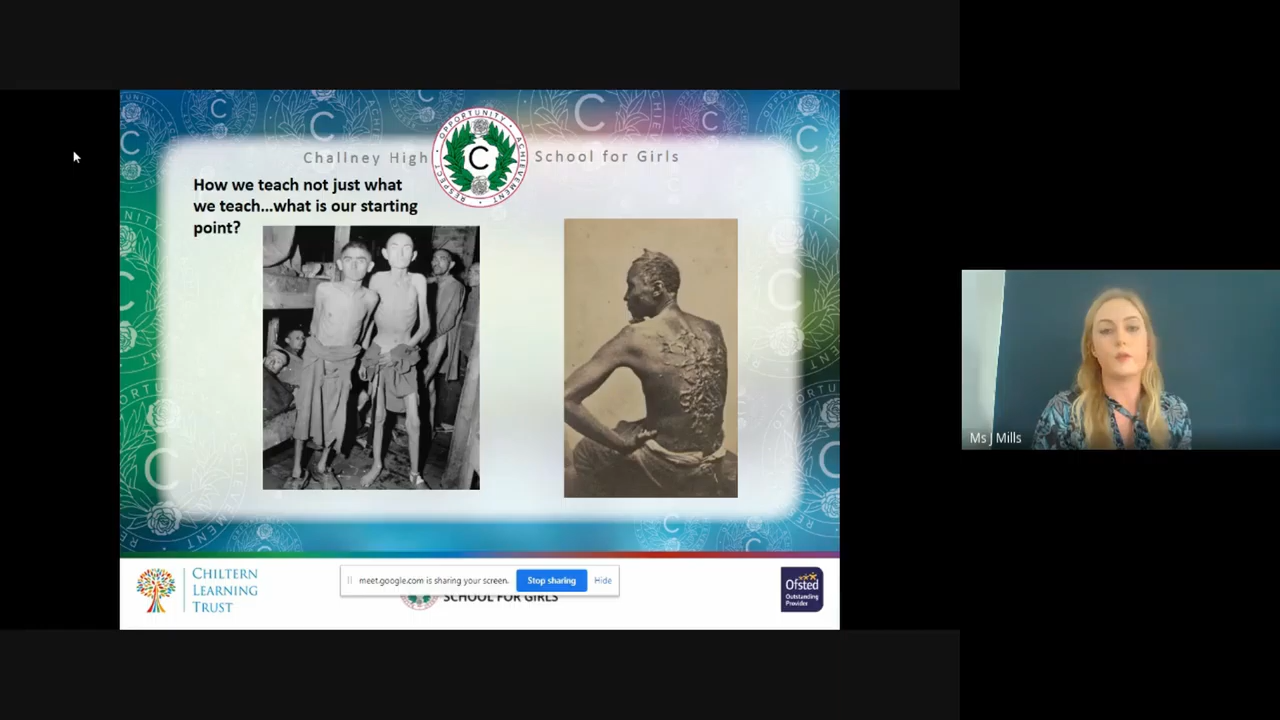 Challney High
School for Girls
OPPORTUNITY • ACHIEVEMENT • RESPECT
C
How we teach not just what
we teach...what is our starting
point?
Ms J Mills
CHILTERN
LEARNING
TRUST
meet.google.com is sharing your screen.
Stop sharing
Hide
SCHOOL FOR GIRLS
Ofsted
Outstanding
Provider